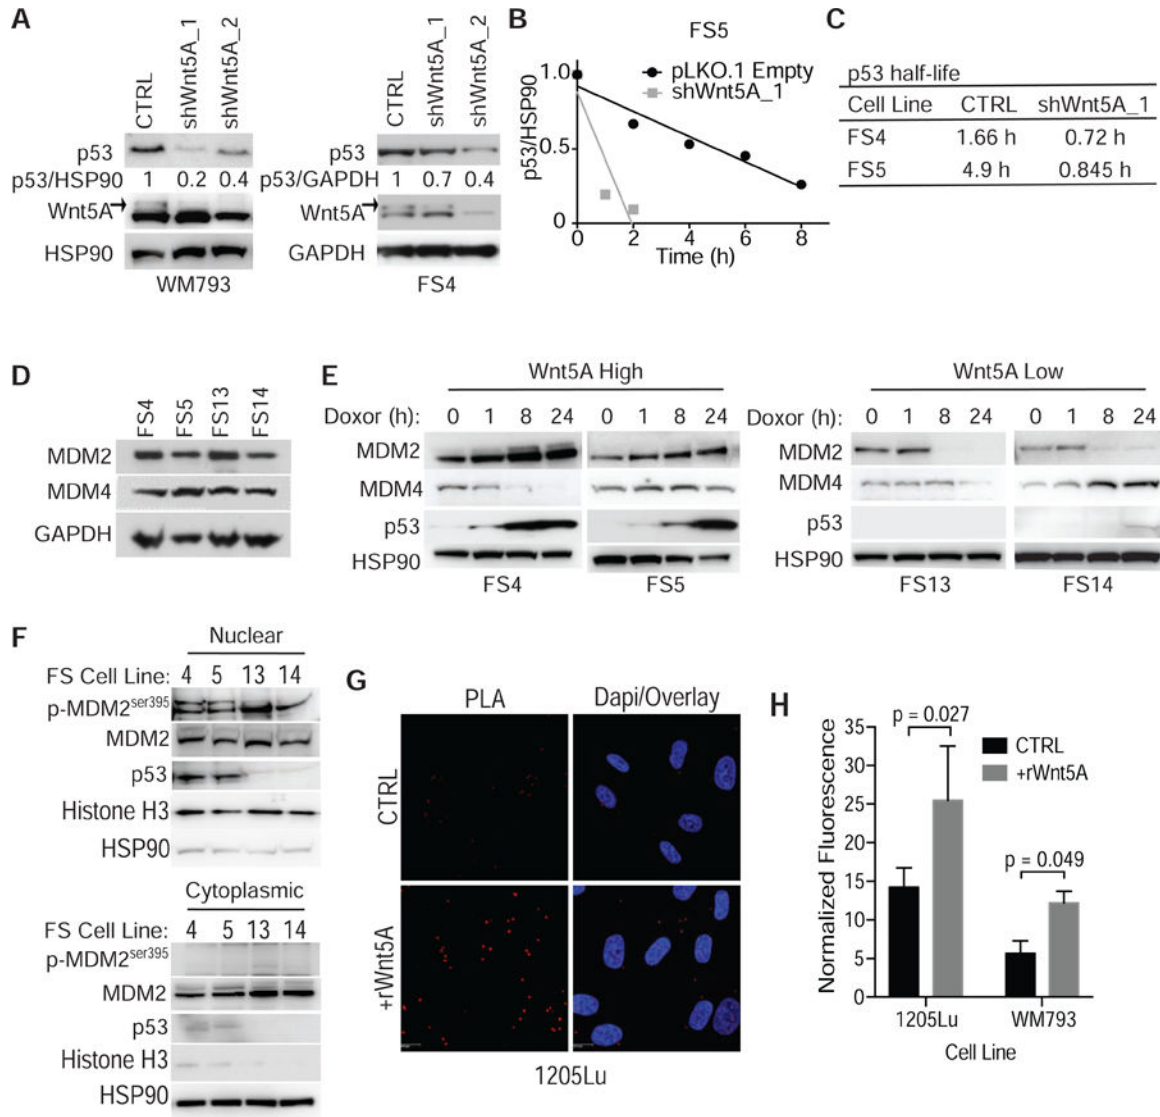 A
CTRL
shWnt5A_1
shWnt5A_2
p53
p53/HSP90 1 0.2 0.4
Wnt5A
HSP90
WM793
CTRL
shWnt5A_1
shWnt5A_2
p53
p53/GAPDH 1 0.7 0.4
Wnt5A
GAPDH
FS4
B
FS5
pLKO.1 Empty
shWnt5A_1
p53/HSP90
1.0
0.5
0
0 2 4 6 8
Time (h)
C
p53 half-life
Cell Line CTRL shWnt5A_1
FS4 1.66 h 0.72 h
FS5 4.9 h 0.845 h
D
FS4
FS5
FS13
FS14
MDM2
MDM4
GAPDH
E
Wnt5A High
Doxor (h): 0 1 8 24 0 1 8 24
MDM2
MDM4
p53
HSP90
FS4 FS5
Wnt5A Low
Doxor (h): 0 1 8 24 0 1 8 24
MDM2
MDM4
p53
HSP90
FS13 FS14
F
Nuclear
FS Cell Line: 4 5 13 14
p-MDM2ser395
MDM2
p53
Histone H3
HSP90
Cytoplasmic
FS Cell Line: 4 5 13 14
p-MDM2ser395
MDM2
p53
Histone H3
HSP90
G
PLA Dapi/Overlay
CTRL
+rWnt5A
1205Lu
H
Normalized Fluorescence
35
30
25
20
15
10
5
0
p = 0.027
p = 0.049
CTRL
+rWnt5A
1205Lu WM793
Cell Line